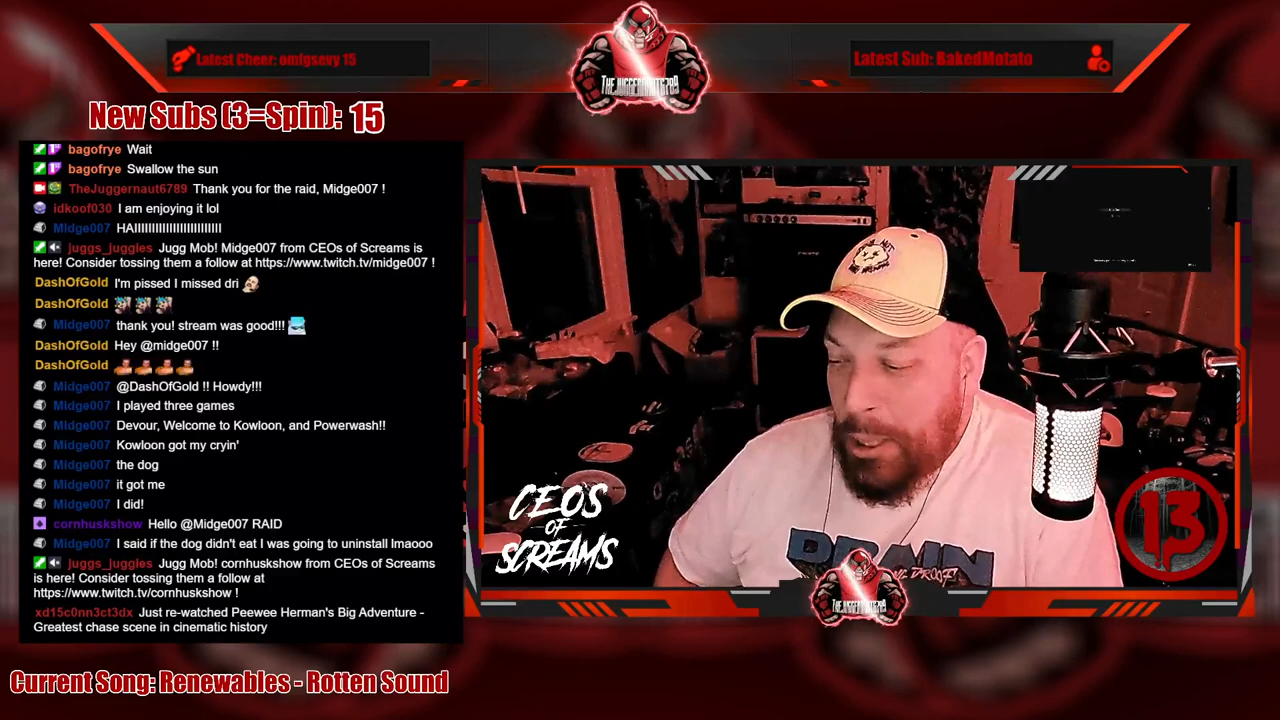 Latest Cheer: omfgsevy 15
THEJUGGERNAUT6789
Latest Sub: BakedMotato
New Subs (3=Spin): 15
bagofrye Wait
bagofrye Swallow the sun
TheJuggernaut6789 Thank you for the raid, Midge007 !
idkoof030 I am enjoying it lol
Midge007 HAIIIIIIIIIIIIIIIIIIIIIIIII
juggs_juggles Jugg Mob! Midge007 from CEOs of Screams is
here! Consider tossing them a follow at https://www.twitch.tv/midge007 !
DashOfGold I'm pissed I missed dri
DashOfGold
Midge007 thank you! stream was good!!!
DashOfGold Hey @midge007 !!
DashOfGold
Midge007 @DashOfGold !! Howdy!!!
Midge007 I played three games
Midge007 Devour, Welcome to Kowloon, and Powerwash!!
Midge007 Kowloon got my cryin'
Midge007 the dog
Midge007 it got me
Midge007 I did!
cornhuskshow Hello @Midge007 RAID
Midge007 I said if the dog didn't eat I was going to uninstall lmaooo
juggs_juggles Jugg Mob! cornhuskshow from CEOs of Screams
is here! Consider tossing them a follow at
https://www.twitch.tv/cornhuskshow !
xd15c0nn3ct3dx Just re-watched Peewee Herman's Big Adventure -
Greatest chase scene in cinematic history
CEOS
OF
SCREAMS
DRAIN
13
THEJUGGERNAUT6789
Current Song: Renewables - Rotten Sound